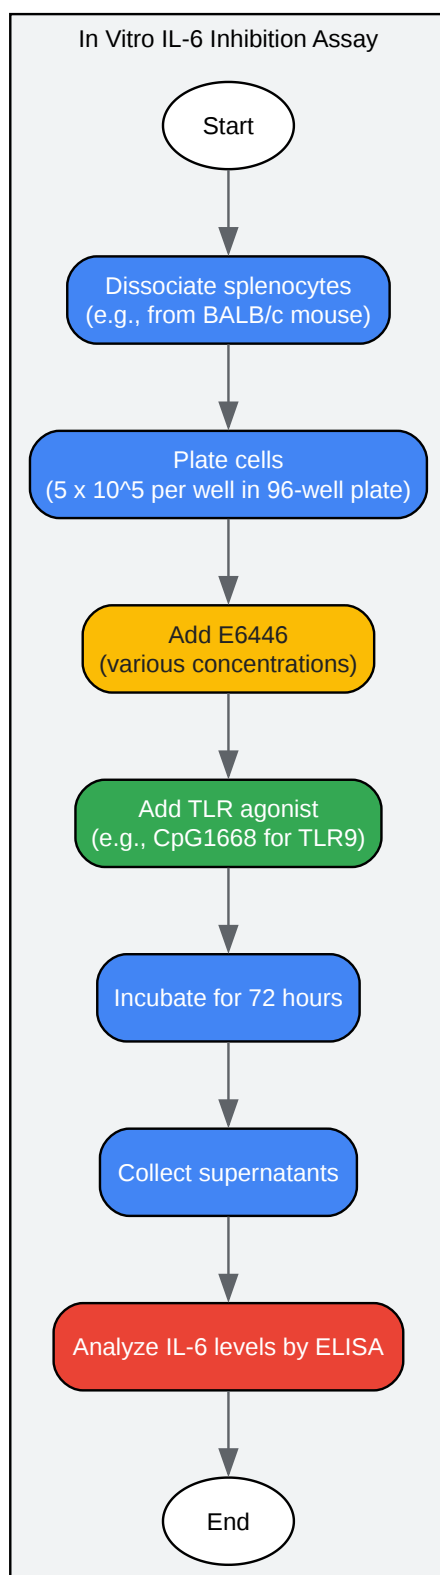 In Vitro IL-6 Inhibition Assay
Start
Dissociate splenocytes
(e.g., from BALB/c mouse)
Plate cells
(5 x 10^5 per well in 96-well plate)
Add E6446
(various concentrations)
Add TLR agonist
(e.g., CpG1668 for TLR9)
Incubate for 72 hours
Collect supernatants
Analyze IL-6 levels by ELISA
End